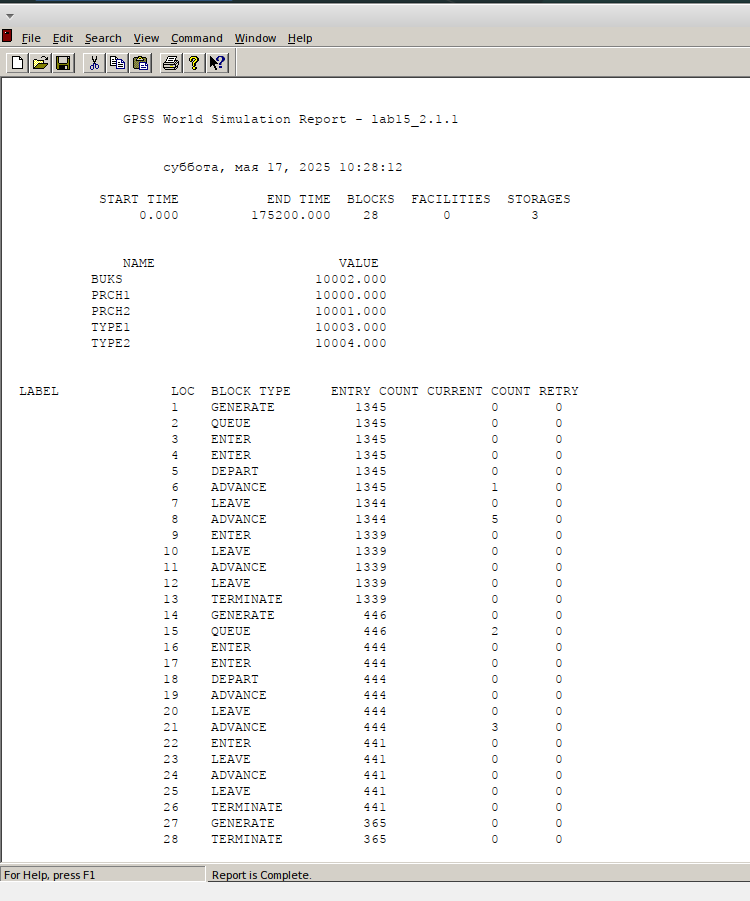 File Edit Search View Command Window Help
GPSS World Simulation Report - lab15_2.1.1
суббота, мая 17, 2025 10:28:12
START TIME END TIME BLOCKS FACILITIES STORAGES
0.000 175200.000 28 0 3
NAME VALUE
BUKS 10002.000
PRCH1 10000.000
PRCH2 10001.000
TYPE1 10003.000
TYPE2 10004.000
LABEL LOC BLOCK TYPE ENTRY COUNT CURRENT COUNT RETRY
1 GENERATE 1345 0 0
2 QUEUE 1345 0 0
3 ENTER 1345 0 0
4 ENTER 1345 0 0
5 DEPART 1345 0 0
6 ADVANCE 1345 1 0
7 LEAVE 1344 0 0
8 ADVANCE 1344 5 0
9 ENTER 1339 0 0
10 LEAVE 1339 0 0
11 ADVANCE 1339 0 0
12 LEAVE 1339 0 0
13 TERMINATE 1339 0 0
14 GENERATE 446 0 0
15 QUEUE 446 2 0
16 ENTER 444 0 0
17 ENTER 444 0 0
18 DEPART 444 0 0
19 ADVANCE 444 0 0
20 LEAVE 444 0 0
21 ADVANCE 444 3 0
22 ENTER 441 0 0
23 LEAVE 441 0 0
24 ADVANCE 441 0 0
25 LEAVE 441 0 0
26 TERMINATE 441 0 0
27 GENERATE 365 0 0
28 TERMINATE 365 0 0
For Help, press F1 Report is Complete.